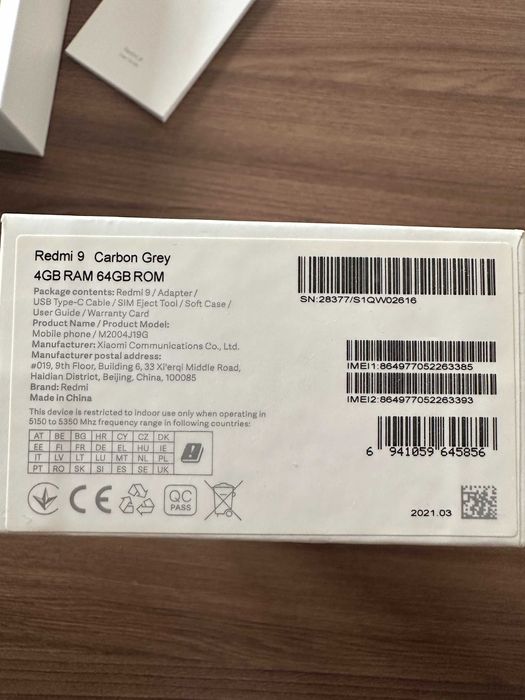 Redmi 9
User Guide
Redmi 9 Carbon Grey
4GB RAM 64GB ROM
Package contents: Redmi 9 / Adapter /
USB Type-C Cable / SIM Eject Tool / Soft Case /
User Guide / Warranty Card
Product Name / Product Model:
Mobile phone / M2004J19G
Manufacturer: Xiaomi Communications Co., Ltd.
Manufacturer postal address:
#019, 9th Floor, Building 6, 33 Xi'erqi Middle Road,
Haidian District, Beijing, China, 100085
Brand: Redmi
Made in China
This device is restricted to indoor use only when operating in
5150 to 5350 Mhz frequency range in following countries:
AT BE BG HR CY CZ DK
EE FI FR DE EL HU IE
IT LV LT LU MT NL PL
PT RO SK SI ES SE UK
CE
QC
PASS
SN:28377/S1QW02616
IMEI1:864977052263385
IMEI2:864977052263393
6 941059 645856
2021.03